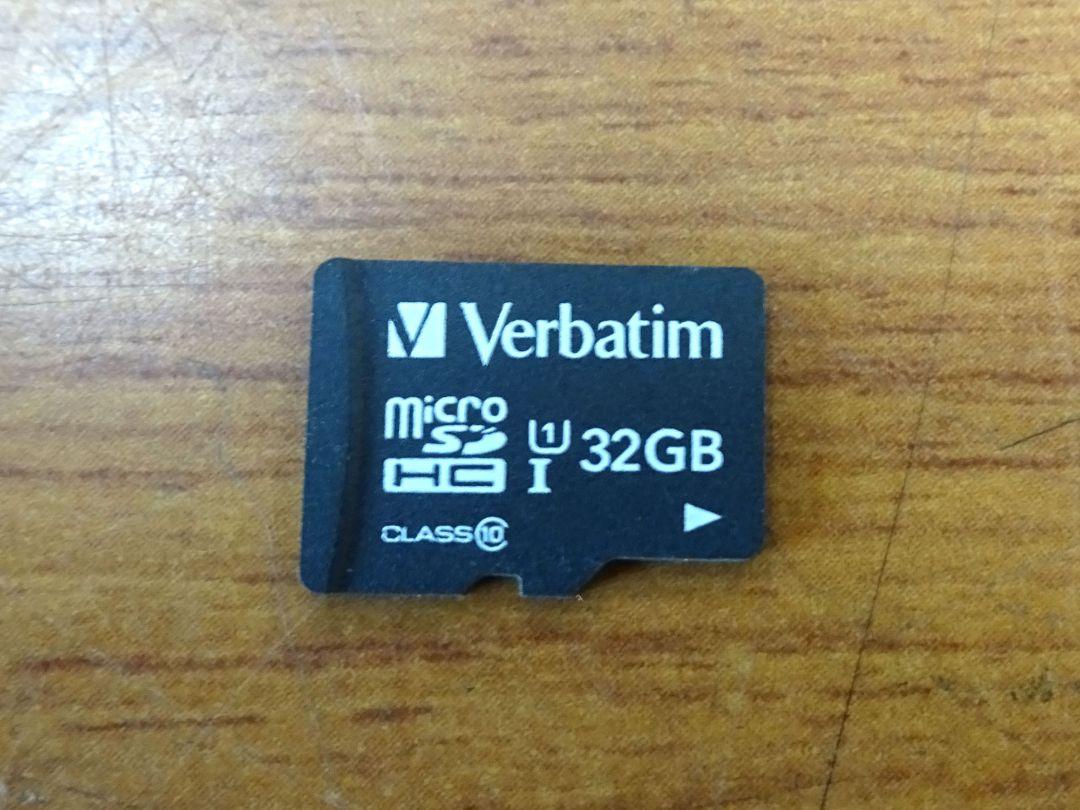 Verbatim
micro
SD
HC
1
I
32GB
CLASS 10